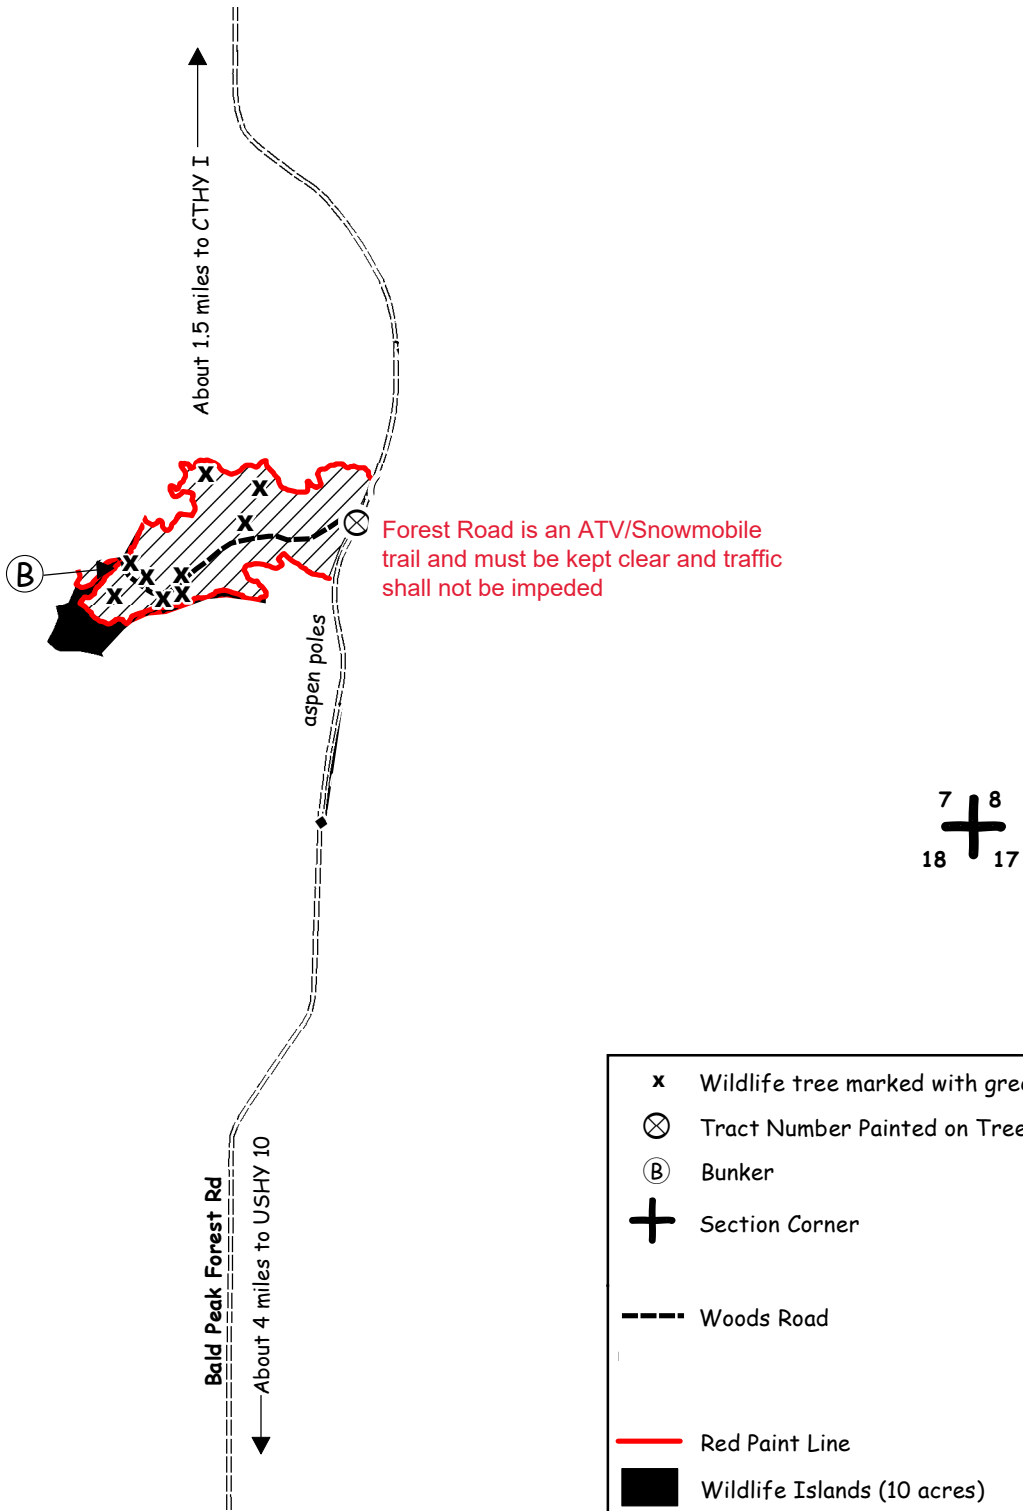 About 1.5 miles to CTHY I
x
x
x
Forest Road is an ATV/Snowmobile
trail and must be kept clear and traffic
shall not be impeded
B
x
x
x
x
x
x
aspen poles
7 8
18 17
Bald Peak Forest Rd
About 4 miles to USHY 10
x Wildlife tree marked with gree
Tract Number Painted on Tree
B Bunker
Section Corner
Woods Road
Red Paint Line
Wildlife Islands (10 acres)